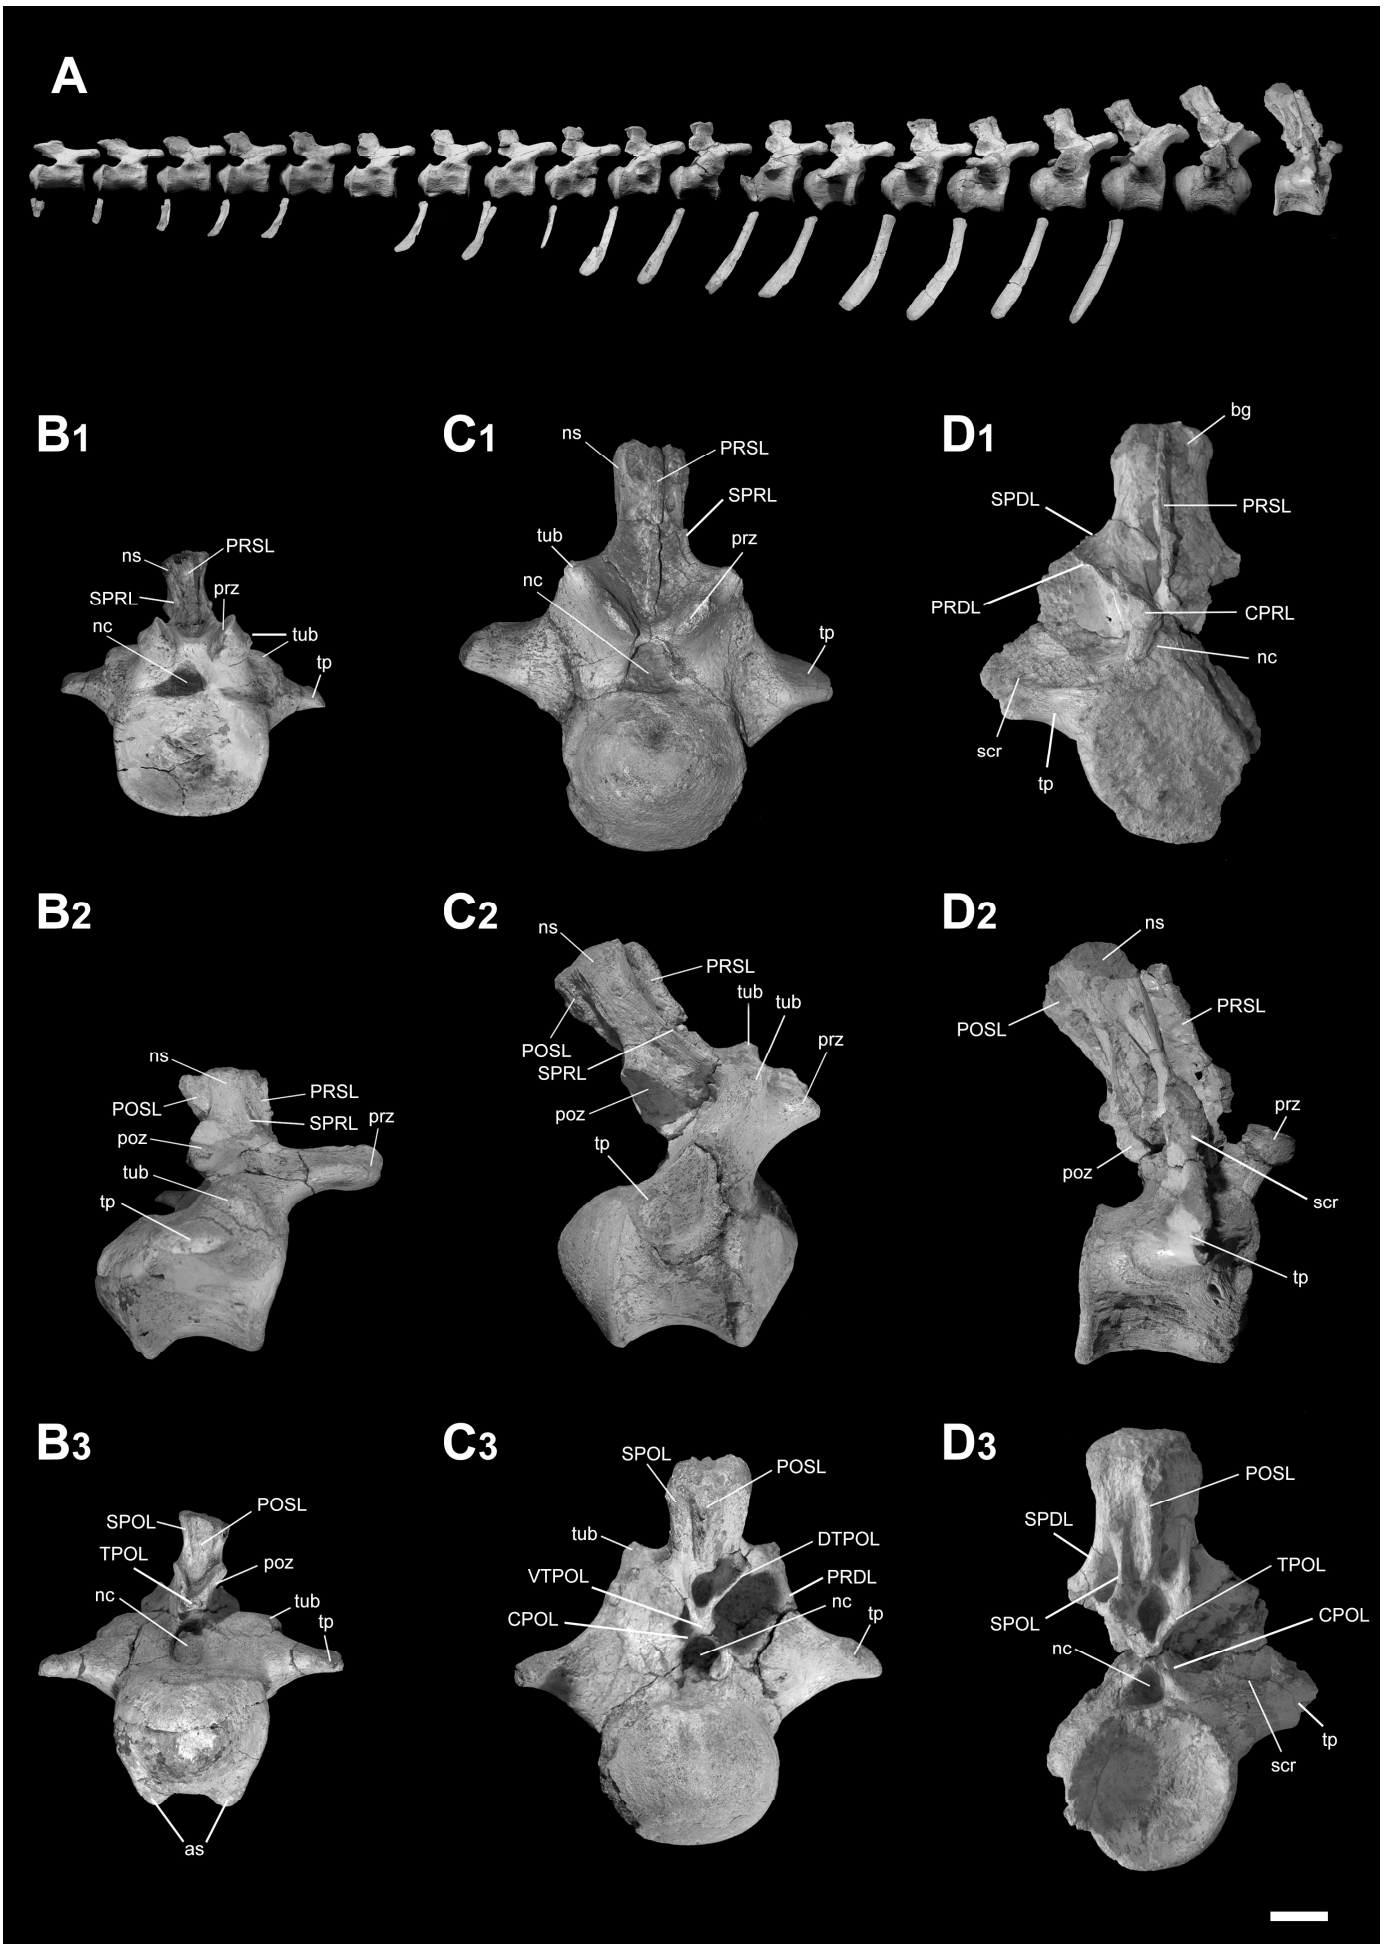 A
B1
ns
PRSL
SPRL
prz
nc
tub
tp
C1
ns
PRSL
SPRL
tub
prz
nc
tp
D1
bg
SPDL
PRSL
PRDL
CPRL
nc
scr
tp
B2
ns
POSL
PRSL
SPRL
prz
poz
tub
tp
C2
ns
PRSL
tub
tub
POSL
SPRL
prz
poz
tp
D2
ns
POSL
PRSL
prz
poz
scr
tp
B3
POSL
SPOL
TPOL
poz
nc
tub
tp
as
C3
SPOL
POSL
tub
DTPOL
VTPOL
PRDL
CPOL
nc
tp
D3
POSL
SPDL
TPOL
SPOL
CPOL
nc
tp
scr